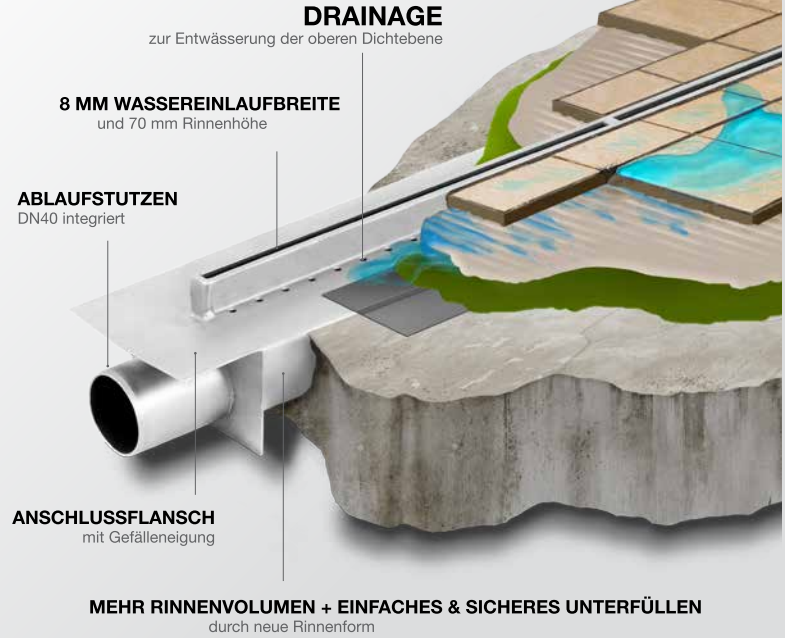 DRAINAGE
zur Entwässerung der oberen Dichtebene
8 MM WASSEREINLAUFBREITE
und 70 mm Rinnenhöhe
ABLAUFSTUTZEN
DN40 integriert
ANSCHLUSSFLANSCH
mit Gefälleneigung
MEHR RINNENVOLUMEN + EINFACHES & SICHERES UNTERFÜLLEN
durch neue Rinnenform